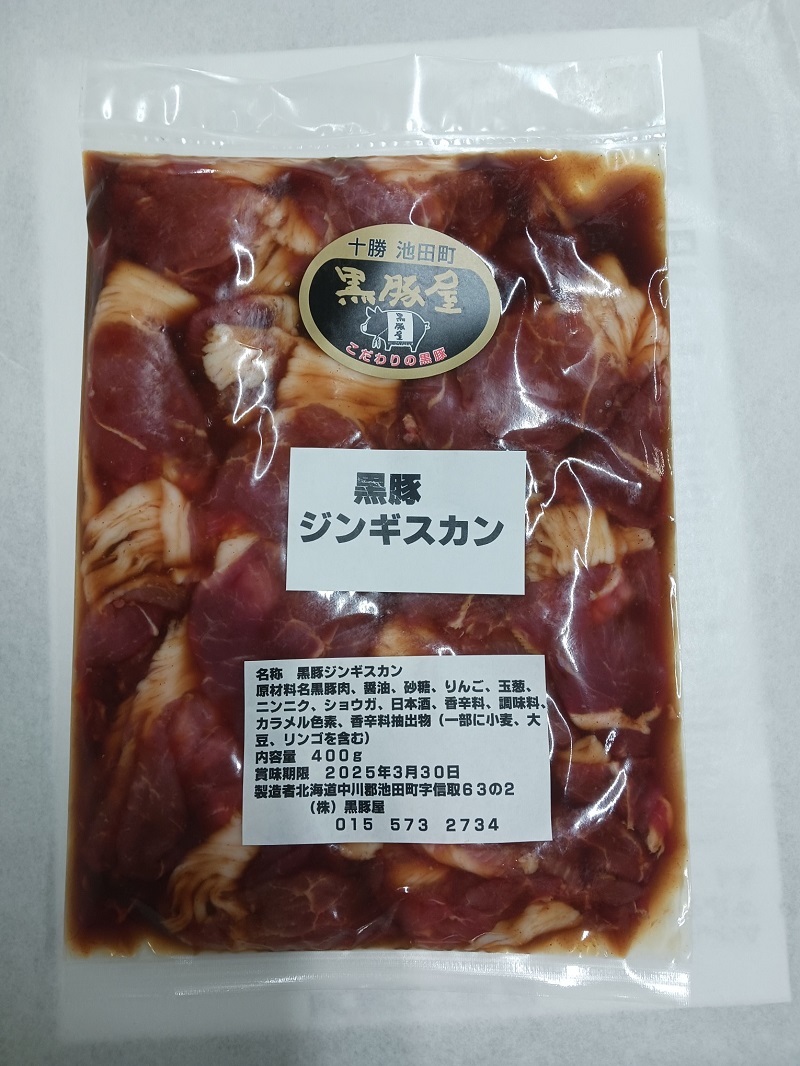 十勝 池田町
黒豚屋
黒豚屋
こだわりの黒豚
黒豚
ジンギスカン
名称　黒豚ジンギスカン
原材料名黒豚肉、醤油、砂糖、りんご、玉葱、
ニンニク、ショウガ、日本酒、香辛料、調味料、
カラメル色素、香辛料抽出物（一部に小麦、大
豆、リンゴを含む）
内容量　４００ｇ
賞味期限　２０２５年３月３０日
製造者北海道中川郡池田町字信取６３の２
（株）黒豚屋
０１５　５７３　２７３４